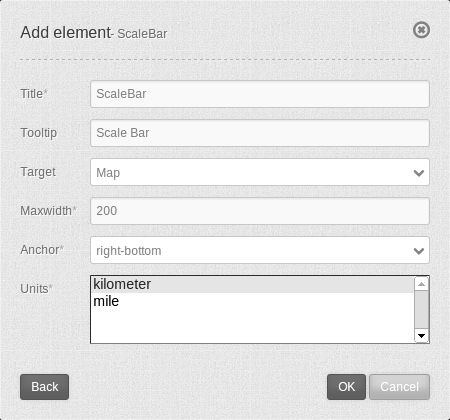 Add element- ScaleBar
Title* ScaleBar
Tooltip Scale Bar
Target Map
Maxwidth* 200
Anchor* right-bottom
Units* kilometer
mile
Back OK Cancel